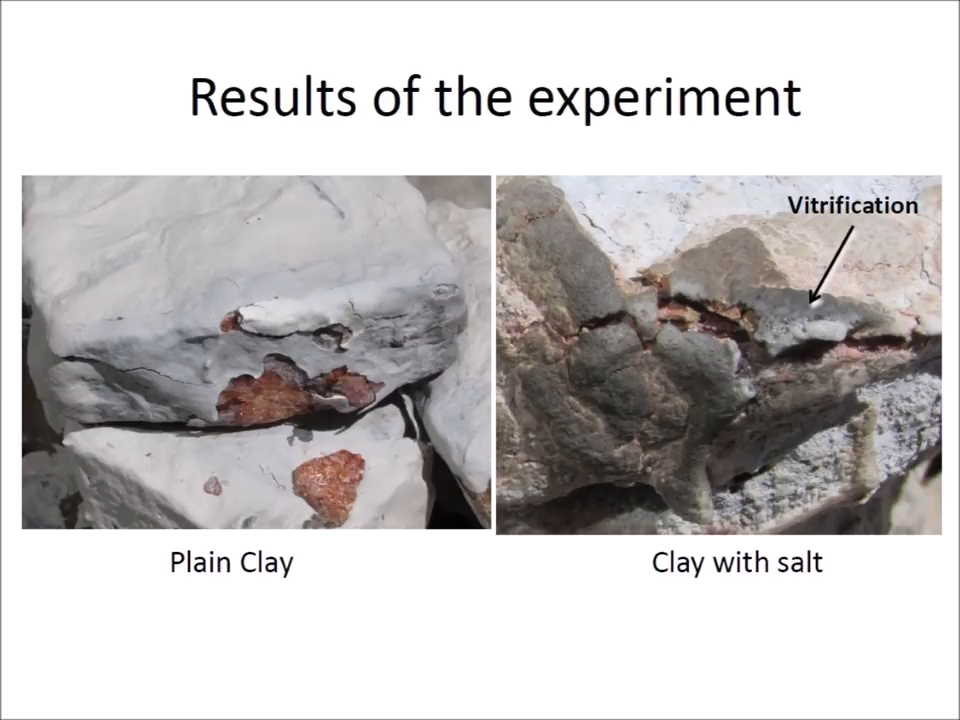 Results of the experiment
Vitrification
Plain Clay
Clay with salt